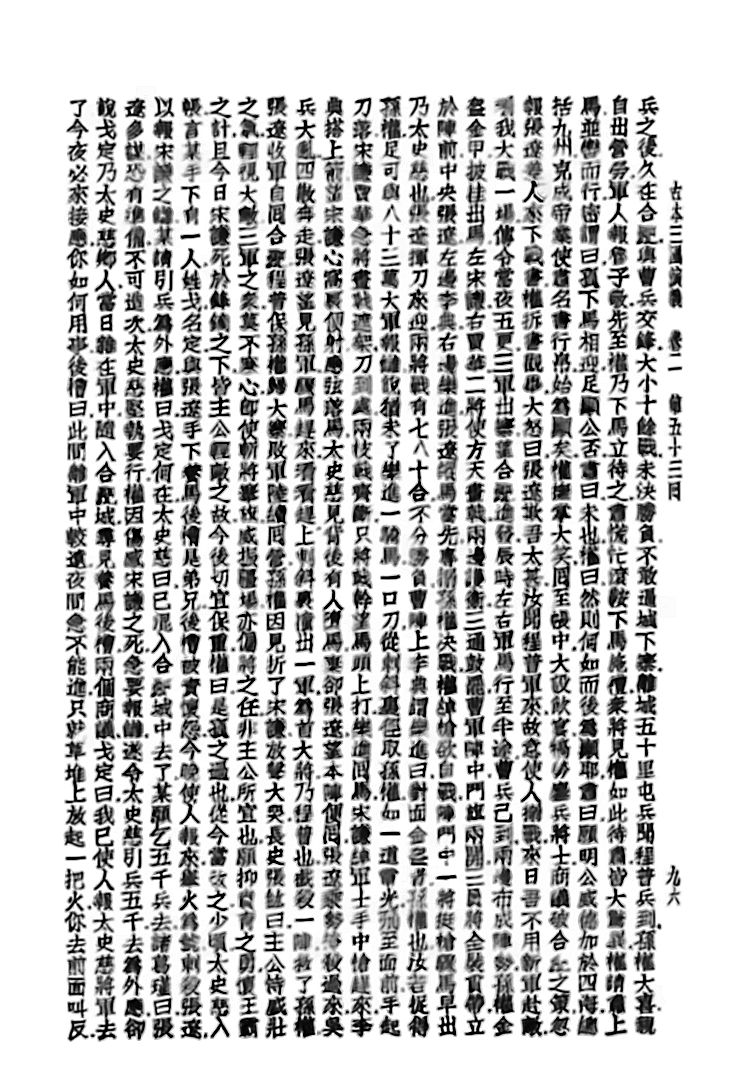 古本三國演義　卷二　第五十三回
九六
兵之後久在合淝與曹兵交鋒大小十餘戰未決勝負不敢逼城下寨離城五十里屯兵聞程普兵到孫權大喜親
自出營勞軍人報魯子敬先至權乃下馬立待之肅慌忙滾鞍下馬施禮衆將見權如此待肅皆大驚異權請肅上
馬並轡而行密謂曰孤下馬相迎足顯公否肅曰未也權曰然則何如而後爲顯耶肅曰願明公威德加於四海總
括九州克成帝業使肅名書竹帛始爲顯矣權撫掌大笑同至帳中大設飮宴犒勞鏖兵將士商議破合淝之策忽
報張遼差人來下戰書權拆書觀畢大怒曰張遼欺吾太甚汝聞程普軍來故意使人搦戰來日吾不用新軍赴敵
看我大戰一場傳令當夜五更三軍出寨望合淝進發辰時左右軍馬行至半途曹兵已到兩邊布成陣勢孫權金
盔金甲披挂出馬左宋謙右賈華二將使方天畫戟兩邊護衛三通鼓罷曹軍陣中門旗兩開三員將全裝貫帶立
於陣前中央張遼左邊李典右邊樂進張遼縱馬當先專搦孫權決戰權綽槍欲自戰陣門中一將挺槍驟馬早出
乃太史慈也張遼揮刀來迎兩將戰有七八十合不分勝負曹陣上李典謂樂進曰對面金盔者孫權也汝若捉得
孫權足可與八十三萬大軍報讎說猶未了樂進一騎馬一口刀從刺斜裏徑取孫權如一道電光飛至面前手起
刀落宋謙賈華急將畫戟遮架刀到處兩枝戟齊斷只將戟幹望馬頭上打樂進回馬宋謙綽軍士手中槍趕來李
典搭上箭望宋謙心窩裏便射應弦落馬太史慈見背後有人墮馬棄卻張遼望本陣便回張遼乘勢掩殺過來吳
兵大亂四散奔走張遼望見孫權驟馬趕來看看趕上刺斜裏撞出一軍爲首大將乃程普也截殺一陣救了孫權
張遼收軍自回合淝程普保孫權歸大寨敗軍陸續回營孫權因見折了宋謙放聲大哭長史張紘曰主公恃盛壯
之氣輕視大敵三軍之衆莫不寒心即使斬將搴旗威振疆場亦偏將之任非主公所宜也願抑賁育之勇懷王霸
之計且今日宋謙死於鋒鏑之下皆主公輕敵之故今後切宜保重權曰是孤之過也從今當改之少頃太史慈入
帳言某手下有一人姓戈名定與張遼手下養馬後槽是弟兄後槽被責懷怨今晚使人報來舉火爲號刺殺張遼
以報宋謙之讎某請引兵爲外應權曰戈定何在太史慈曰已混入合淝城中去了某願乞五千兵去諸葛瑾曰張
遼多謀恐有準備不可造次太史慈堅執要行權因傷感宋謙之死急要報讎遂令太史慈引兵五千去爲外應卻
說戈定乃太史慈鄉人當日雜在軍中隨入合淝城尋見養馬後槽兩個商議戈定曰我已使人報太史慈將軍去
了今夜必來接應你如何用事後槽曰此間離軍中較遠夜間急不能進只就草堆上放起一把火你去前面叫反